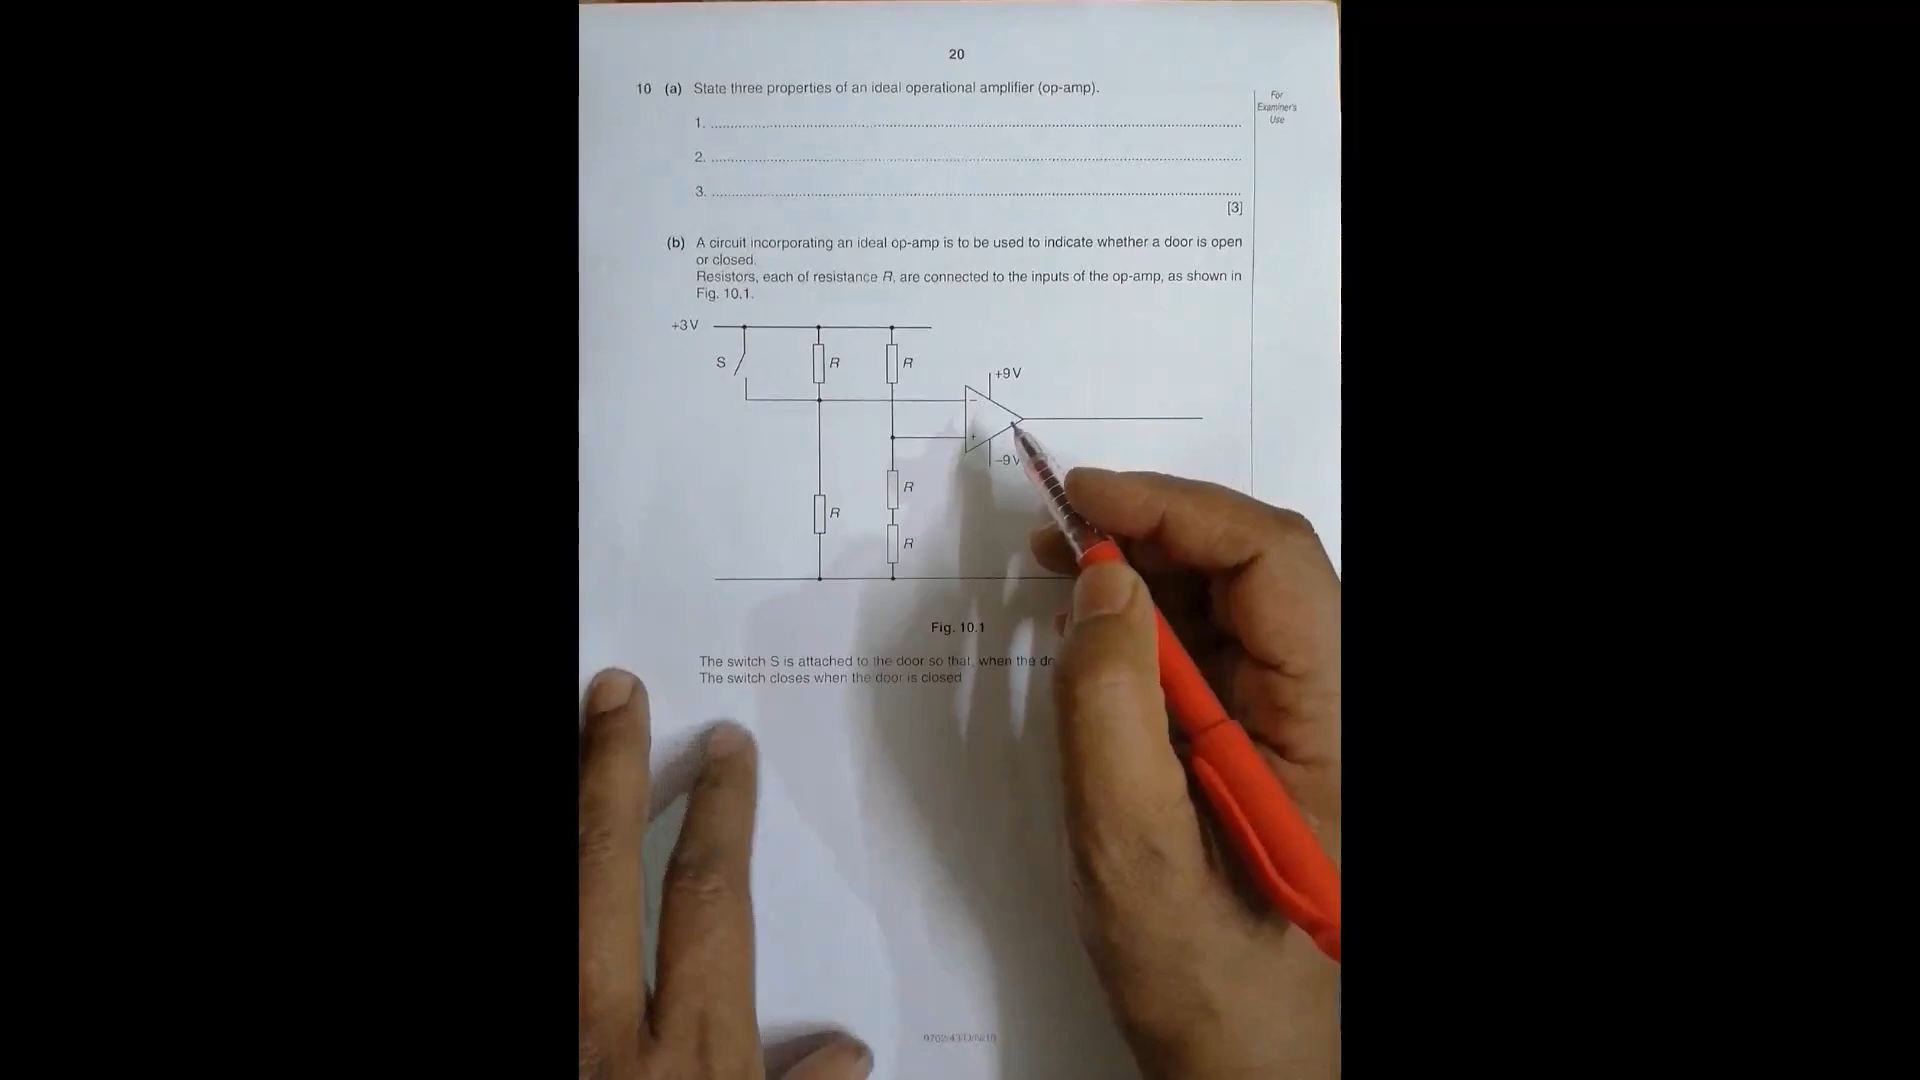 20
10 (a) State three properties of an ideal operational amplifier (op-amp).
For
Examiner's
Use
1.
2.
3.
[3]
(b) A circuit incorporating an ideal op-amp is to be used to indicate whether a door is open
or closed.
Resistors, each of resistance R, are connected to the inputs of the op-amp, as shown in
Fig. 10.1.
+3V
S
R
R
+9V
–
+
–9V
R
R
R
Fig. 10.1
The switch S is attached to the door so that, when the
The switch closes when the door is closed